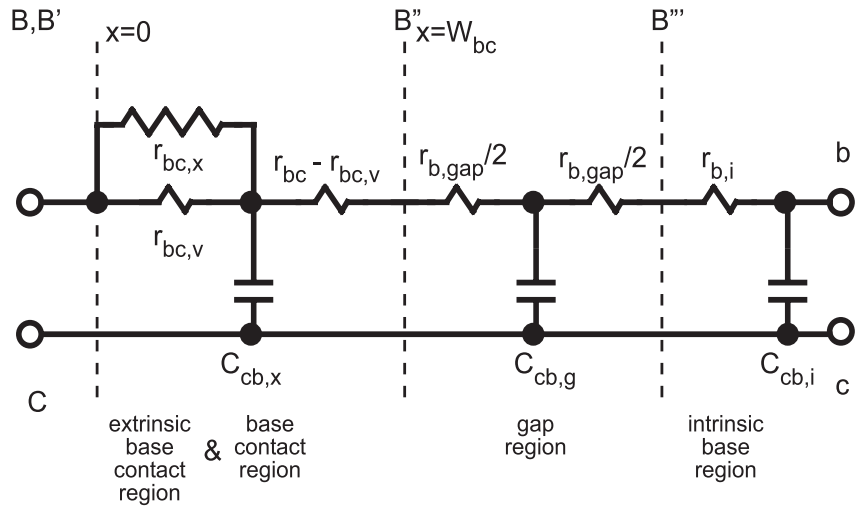 B,B' x=0 B" x=W_bc B"'
r_bc,x
r_bc - r_bc,v r_b,gap/2 r_b,gap/2 r_b,i b
r_bc,v
C_cb,x C_cb,g C_cb,i c
C
extrinsic base contact region & base contact region
gap region
intrinsic base region